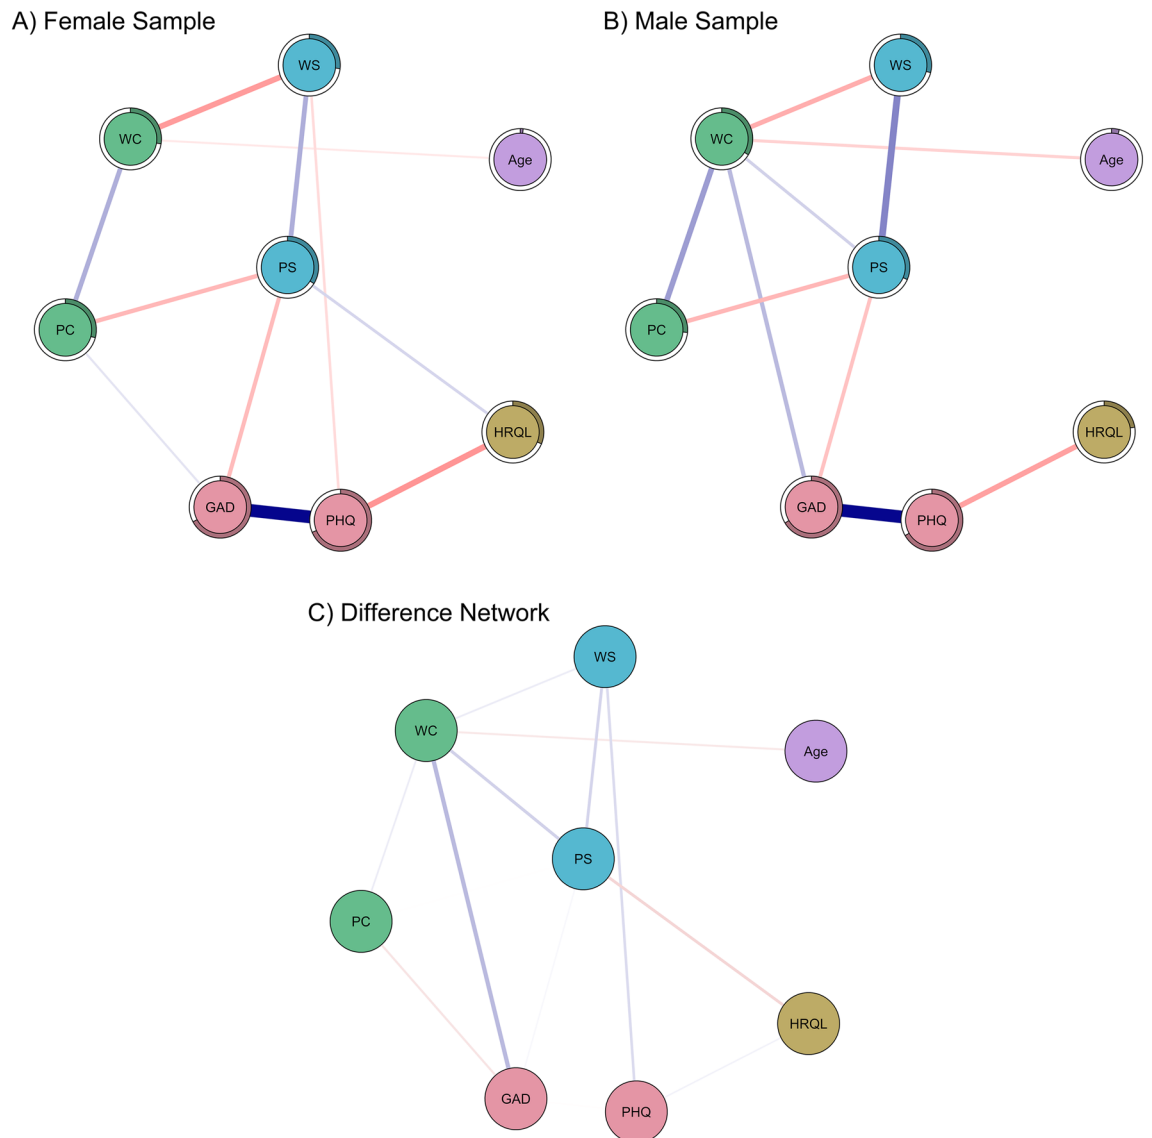 A) Female Sample
WS
WC
Age
PS
PC
HRQL
GAD
PHQ
B) Male Sample
WS
WC
Age
PS
PC
HRQL
GAD
PHQ
C) Difference Network
WS
WC
Age
PS
PC
HRQL
GAD
PHQ